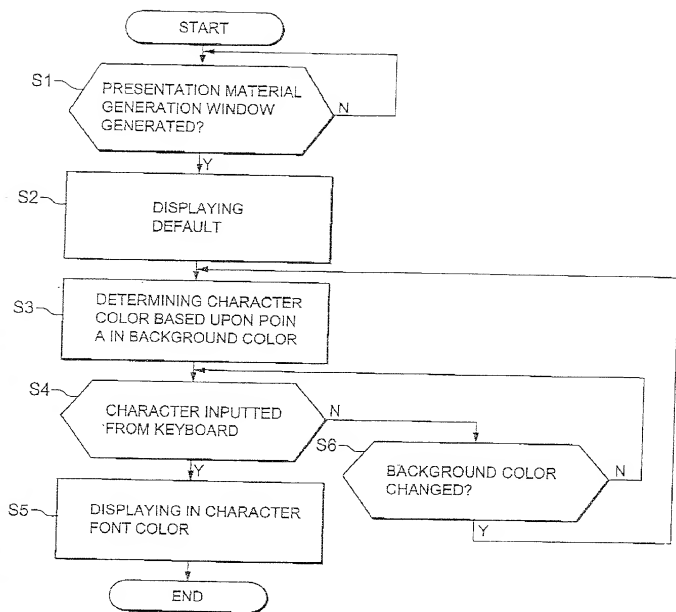 START
S1
PRESENTATION MATERIAL
GENERATION WINDOW
GENERATED?
N
Y
S2
DISPLAYING
DEFAULT
S3
DETERMINING CHARACTER
COLOR BASED UPON POIN
A IN BACKGROUND COLOR
S4
CHARACTER INPUTTED
FROM KEYBOARD
N
Y
S6
BACKGROUND COLOR
CHANGED?
N
Y
S5
DISPLAYING IN CHARACTER
FONT COLOR
END